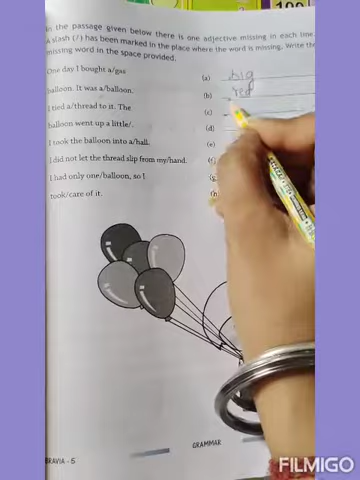 100
In the passage given below there is one adjective missing in each line
A slash (/) has been marked in the place where the word is missing. Write the
missing word in the space provided.
One day I bought a/gas (a) big
balloon. It was a/balloon. (b) red
I tied a/thread to it. The (c)
balloon went up a little/. (d)
I took the balloon into a/hall. (e)
I did not let the thread slip from my/hand. (f)
I had only one/balloon, so I (g)
took/care of it. (h)
BRAVIA - 5
GRAMMAR
FILMIGO